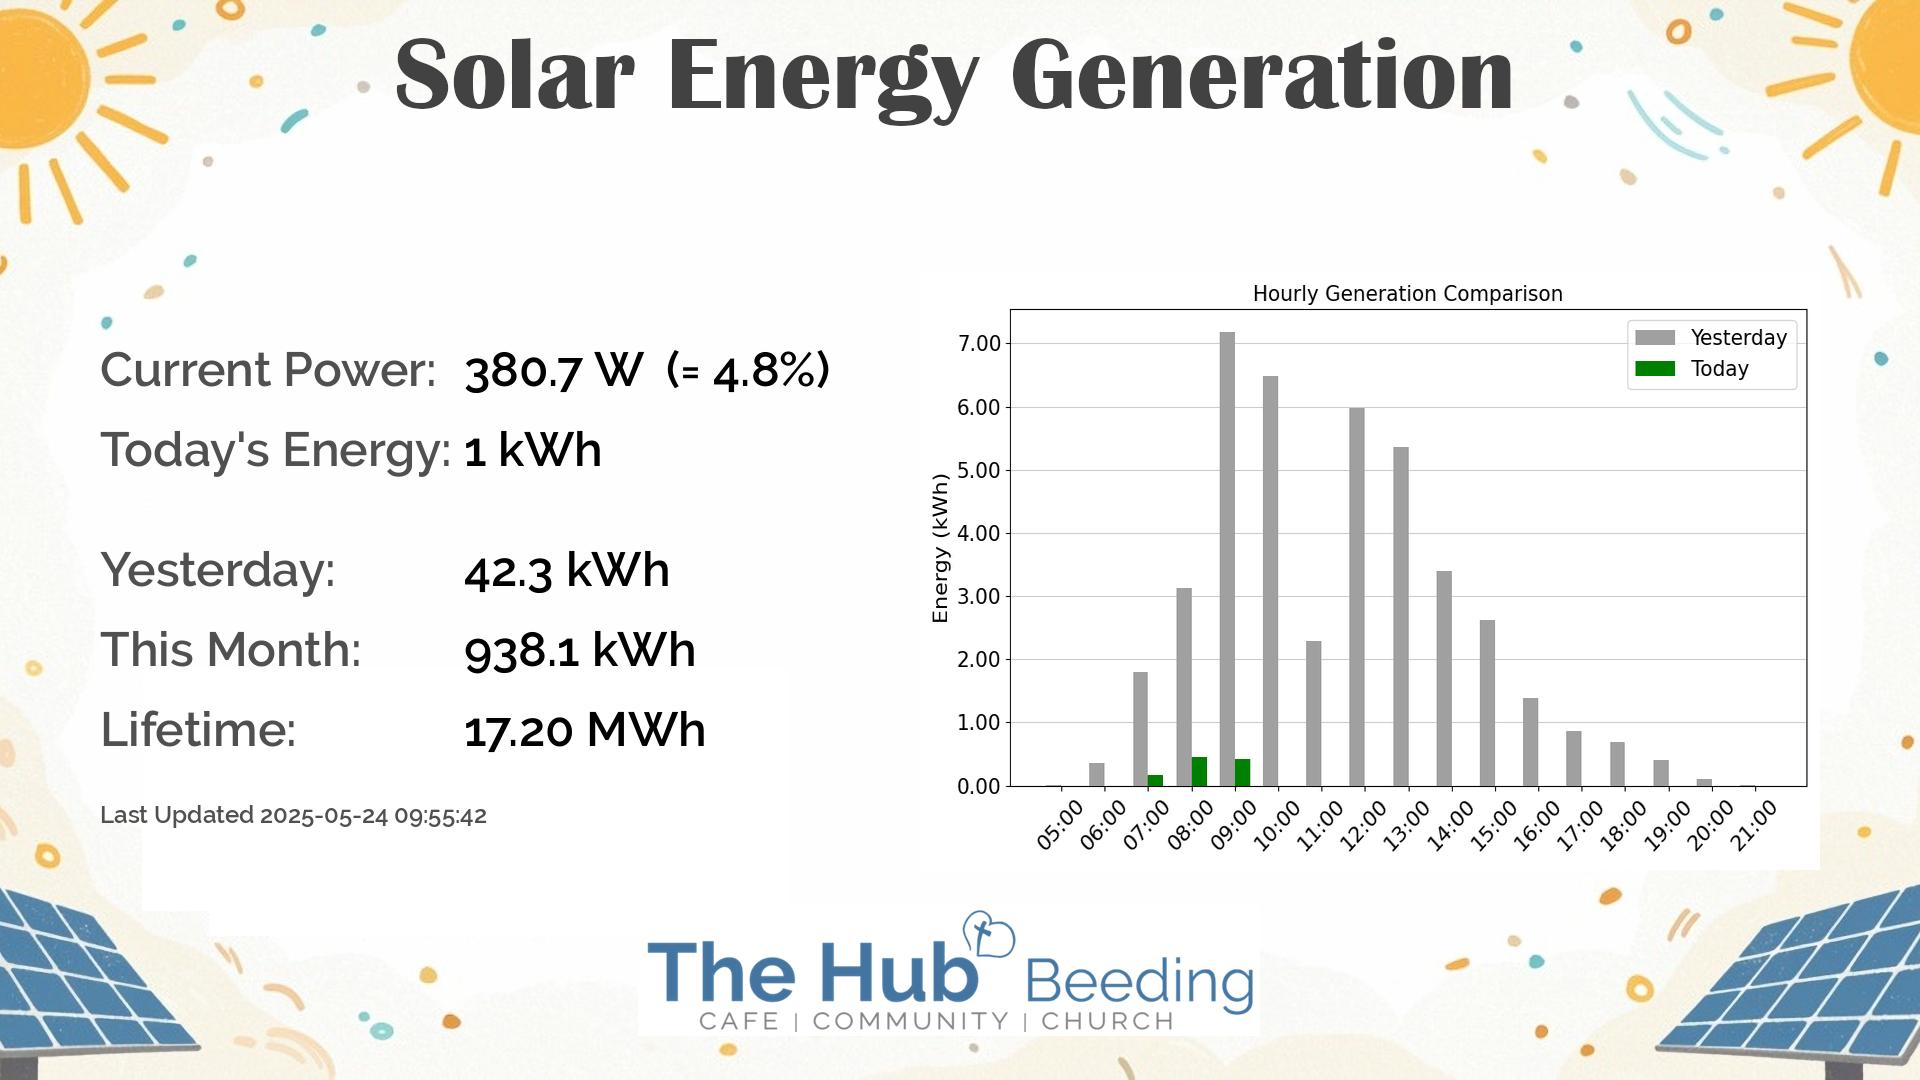 Solar Energy Generation
Current Power: 380.7 W (= 4.8%)
Today's Energy: 1 kWh
Yesterday: 42.3 kWh
This Month: 938.1 kWh
Lifetime: 17.20 MWh
Last Updated 2025-05-24 09:55:42
Hourly Generation Comparison
Yesterday
Today
Energy (kWh)
7.00
6.00
5.00
4.00
3.00
2.00
1.00
0.00
05:00 06:00 07:00 08:00 09:00 10:00 11:00 12:00 13:00 14:00 15:00 16:00 17:00 18:00 19:00 20:00 21:00
The Hub Beeding
CAFE | COMMUNITY | CHURCH